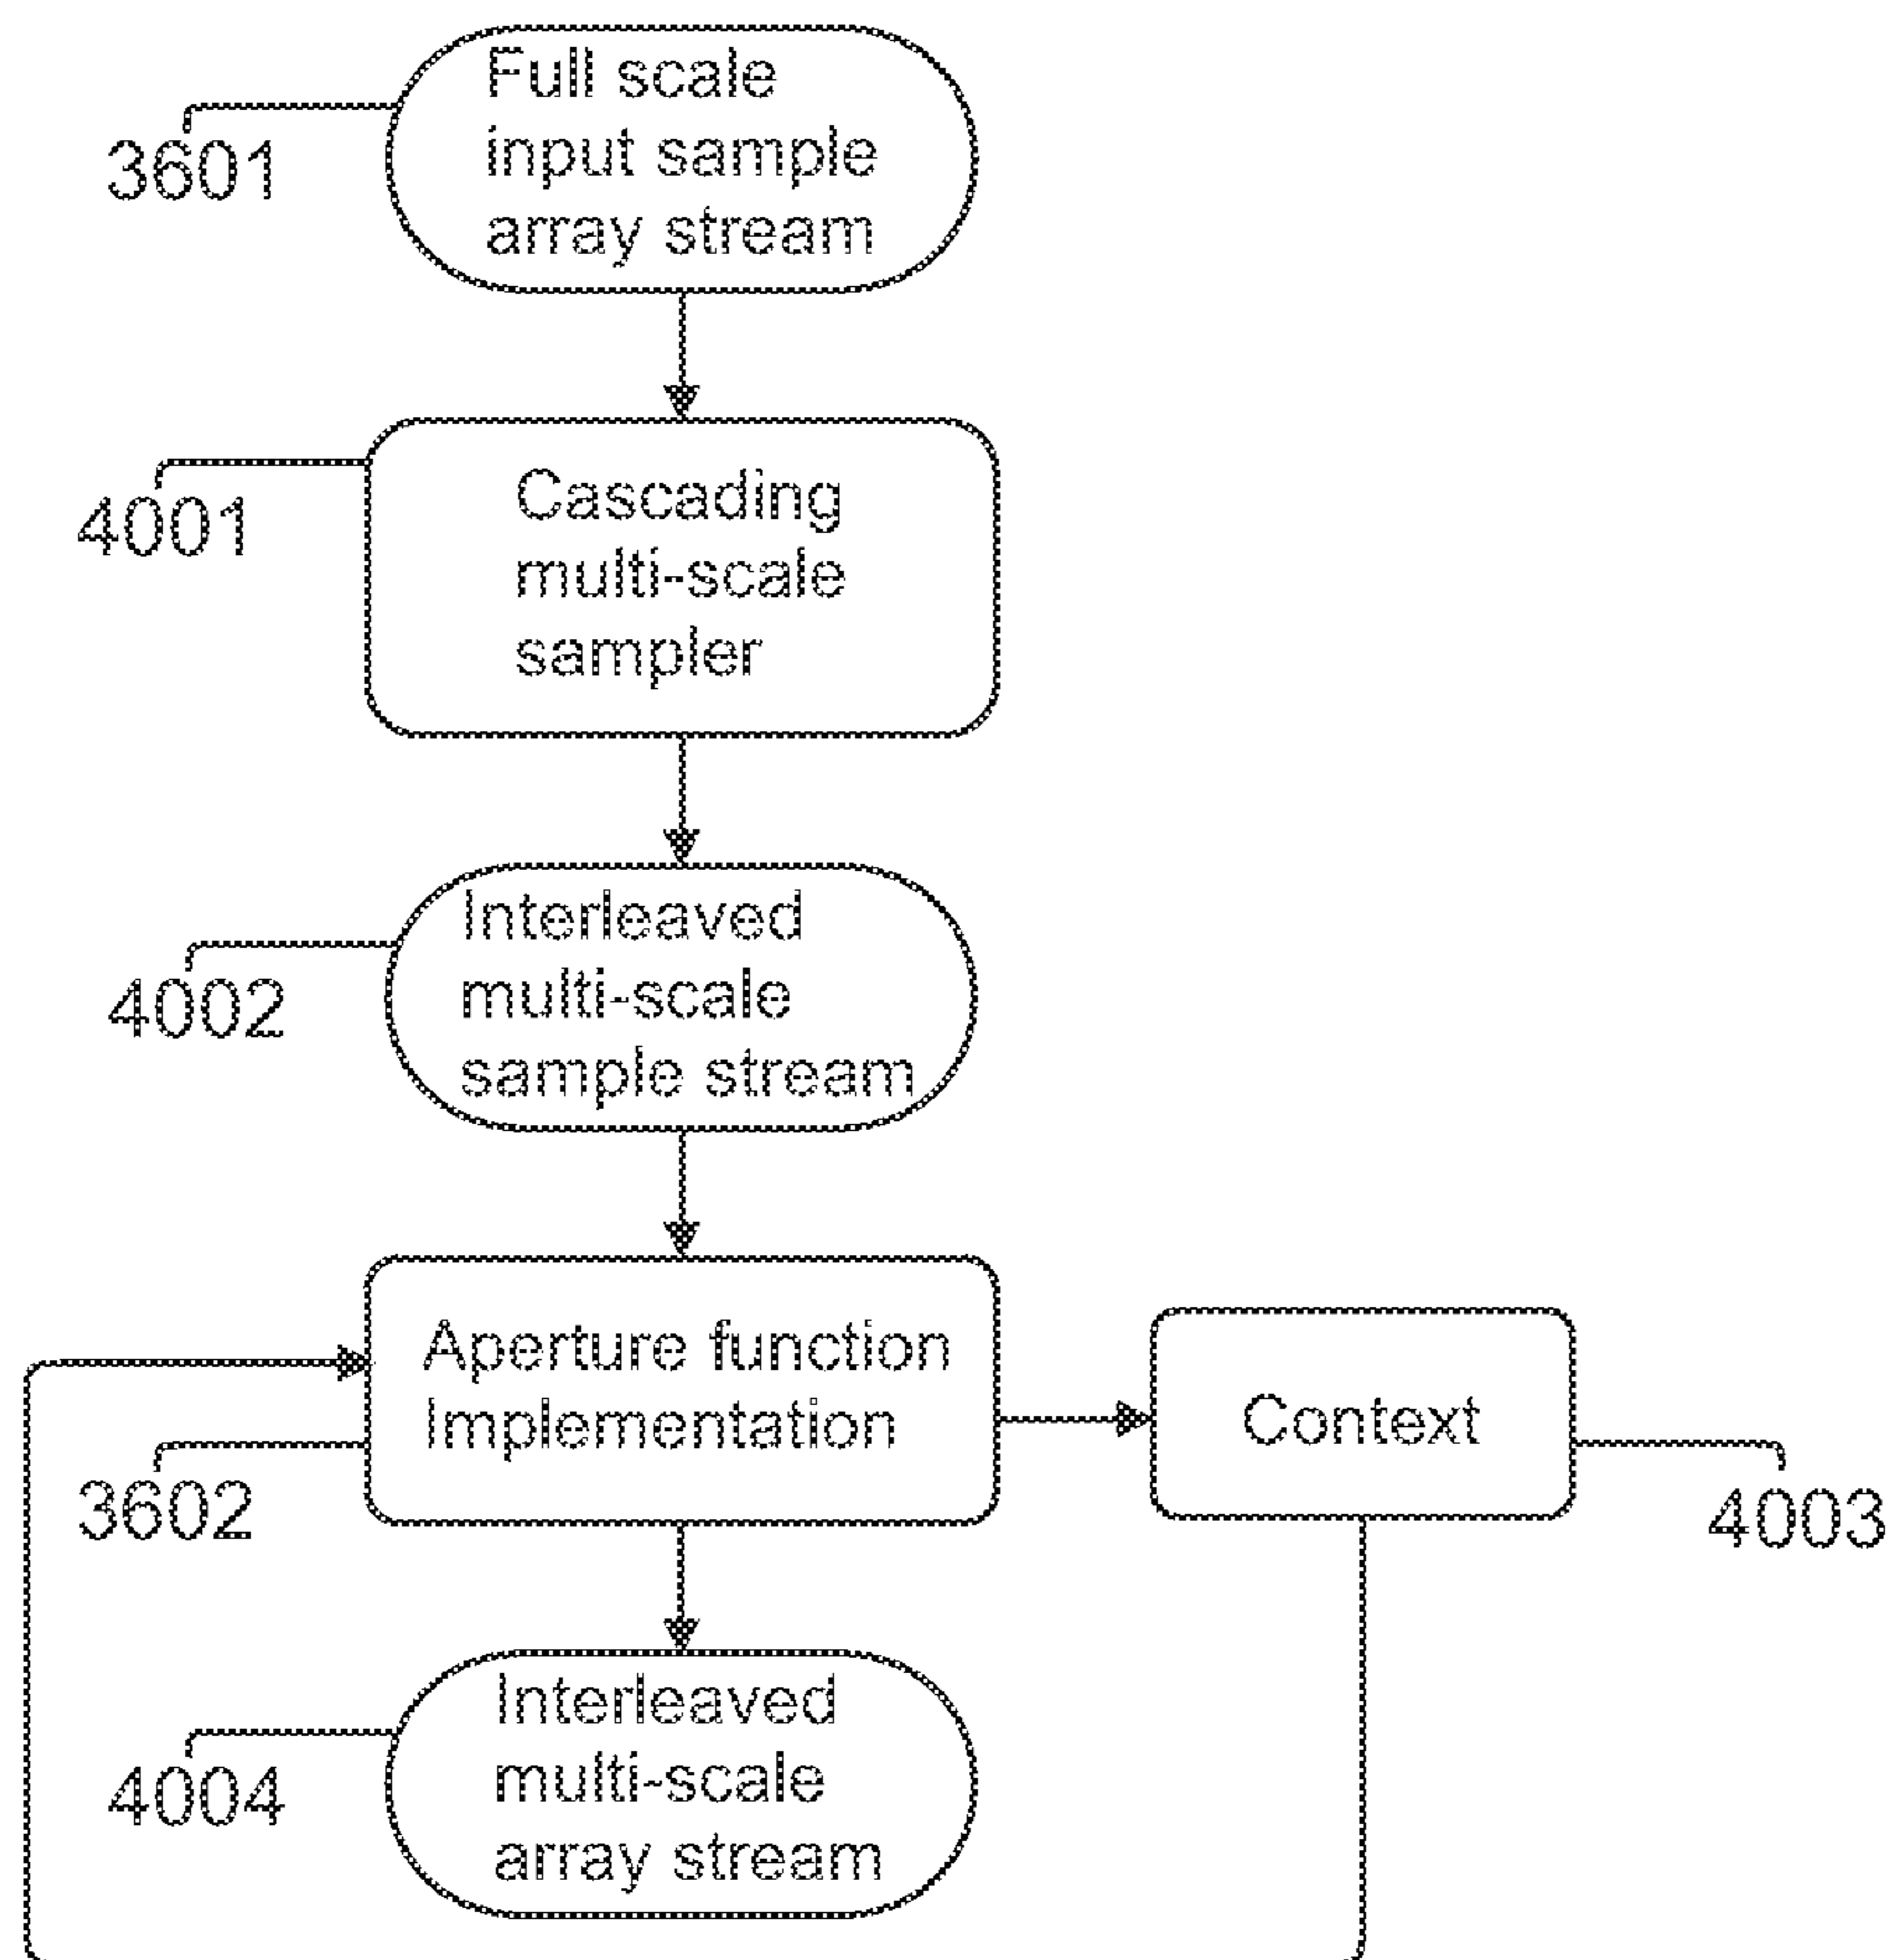 Full scale
input sample
array stream
3601
Cascading
multi-scale
sampler
4001
Interleaved
multi-scale
sample stream
4002
Aperture function
Implementation
3602
Context
4003
Interleaved
multi-scale
array stream
4004